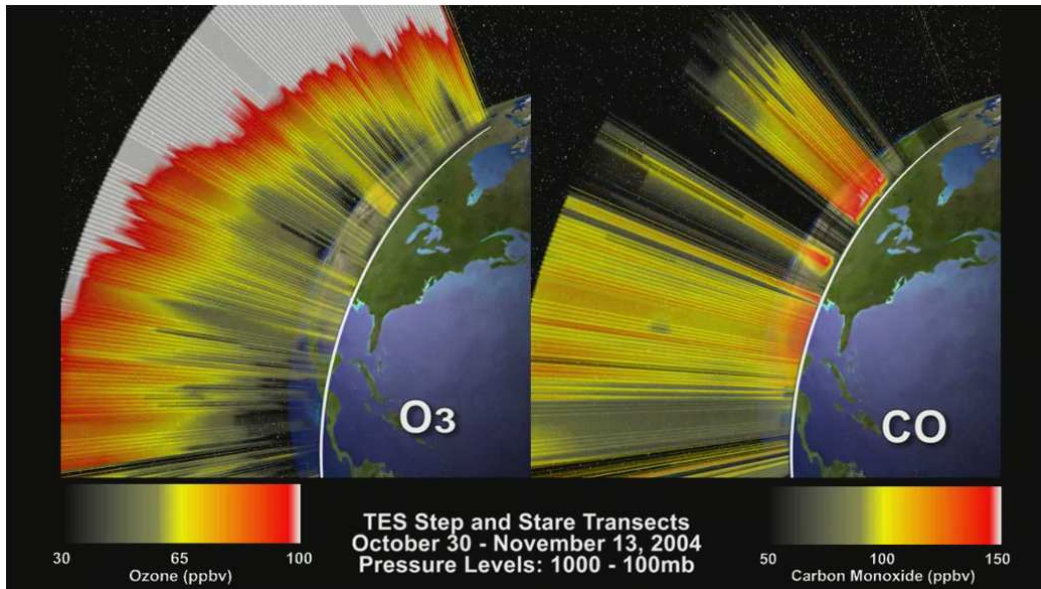 O3
CO
30
65
100
Ozone (ppbv)
TES Step and Stare Transects
October 30 - November 13, 2004
Pressure Levels: 1000 - 100mb
50
100
150
Carbon Monoxide (ppbv)